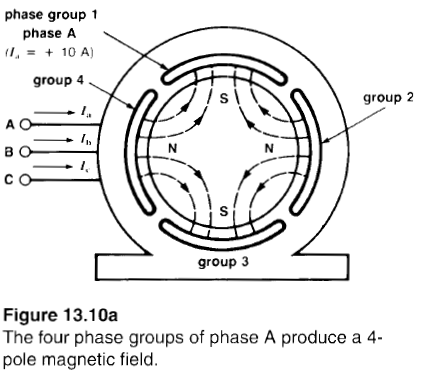 phase group 1
phase A
(Ia = + 10 A)
group 4
group 2
A
Ia
B
Ib
C
Ic
S
N
N
S
group 3
Figure 13.10a
The four phase groups of phase A produce a 4-
pole magnetic field.